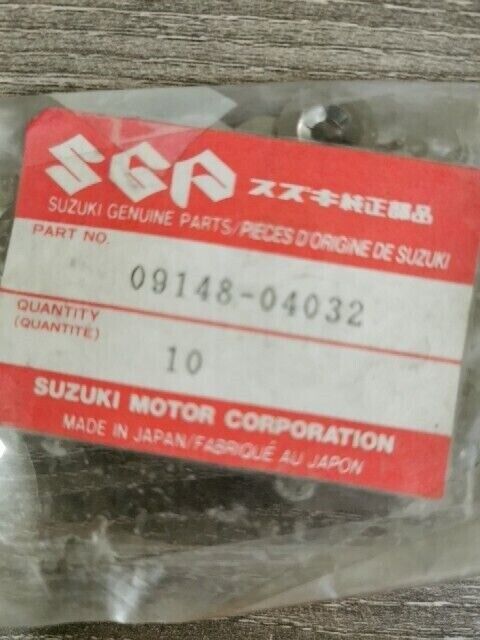 SGP スズキ純正部品
SUZUKI GENUINE PARTS/PIECES D'ORIGINE DE SUZUKI
PART NO.
09148-04032
QUANTITY
(QUANTITÉ)
10
SUZUKI MOTOR CORPORATION
MADE IN JAPAN/FABRIQUÉ AU JAPON